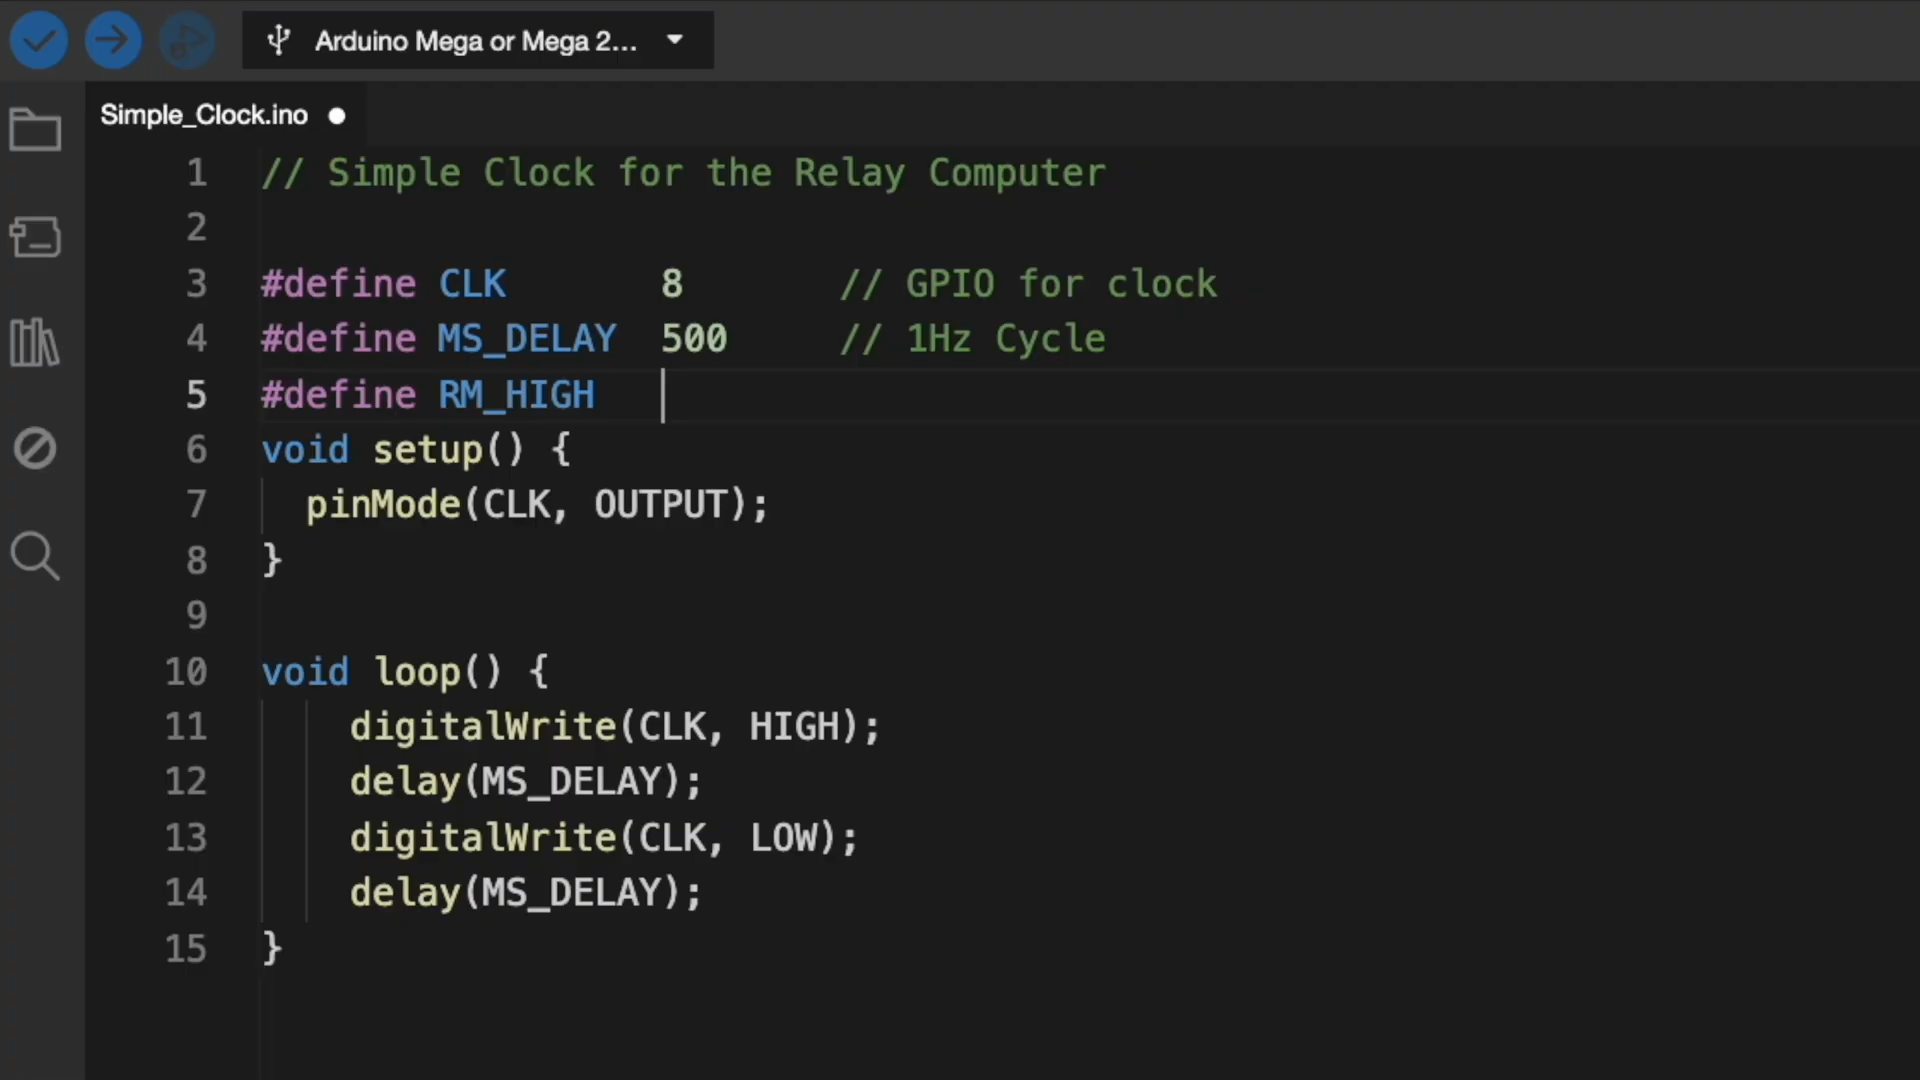 Arduino Mega or Mega 2...
Simple_Clock.ino
1 // Simple Clock for the Relay Computer
2
3 #define CLK 8 // GPIO for clock
4 #define MS_DELAY 500 // 1Hz Cycle
5 #define RM_HIGH
6 void setup() {
7 pinMode(CLK, OUTPUT);
8 }
9
10 void loop() {
11 digitalWrite(CLK, HIGH);
12 delay(MS_DELAY);
13 digitalWrite(CLK, LOW);
14 delay(MS_DELAY);
15 }